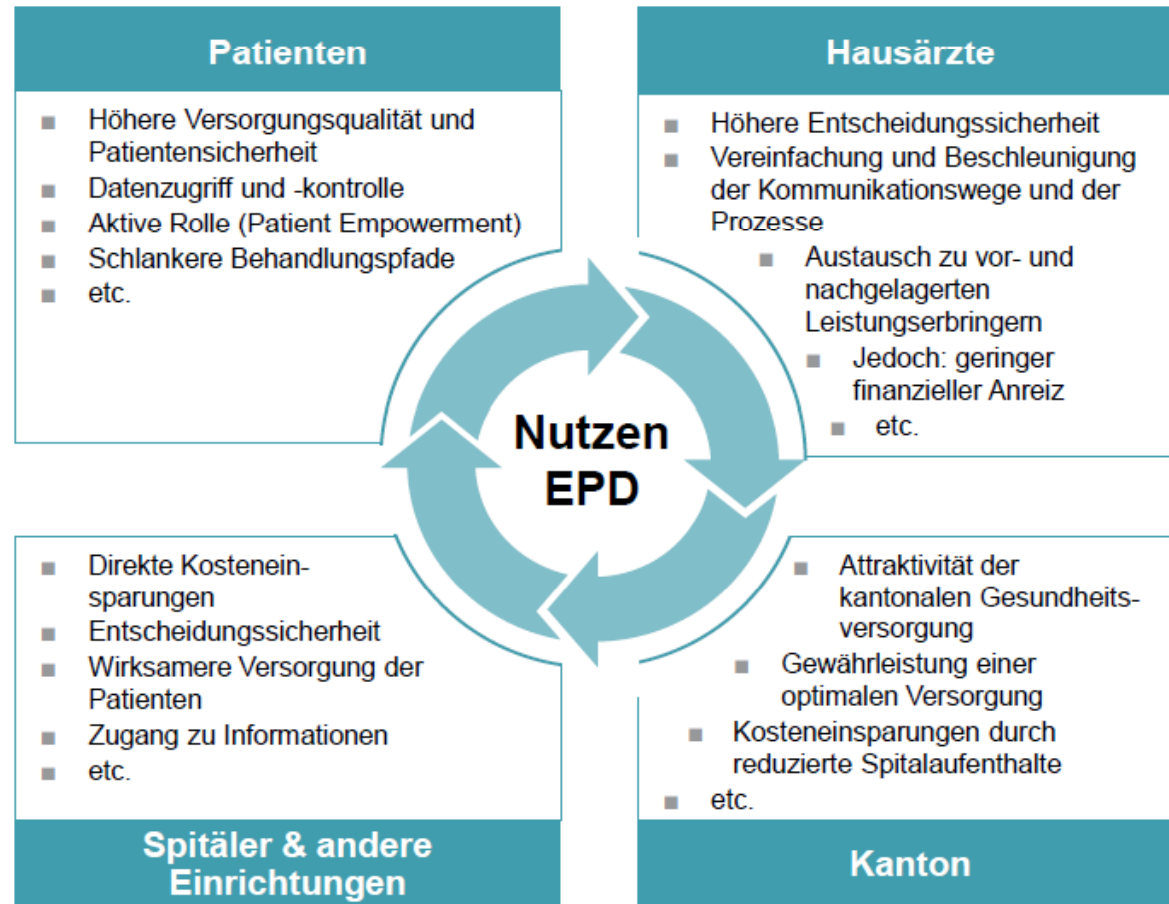 Patienten
Höhere Versorgungsqualität und
Patientensicherheit
Datenzugriff und -kontrolle
Aktive Rolle (Patient Empowerment)
Schlankere Behandlungspfade
etc.
Hausärzte
Höhere Entscheidungssicherheit
Vereinfachung und Beschleunigung
der Kommunikationswege und der
Prozesse
Austausch zu vor- und
nachgelagerten
Leistungserbringern
Jedoch: geringer
finanzieller Anreiz
etc.
Nutzen
EPD
Direkte Kostenein-
sparungen
Entscheidungssicherheit
Wirksamere Versorgung der
Patienten
Zugang zu Informationen
etc.
Spitäler & andere
Einrichtungen
Attraktivität der
kantonalen Gesundheits-
versorgung
Gewährleistung einer
optimalen Versorgung
Kosteneinsparungen durch
reduzierte Spitalaufenthalte
etc.
Kanton